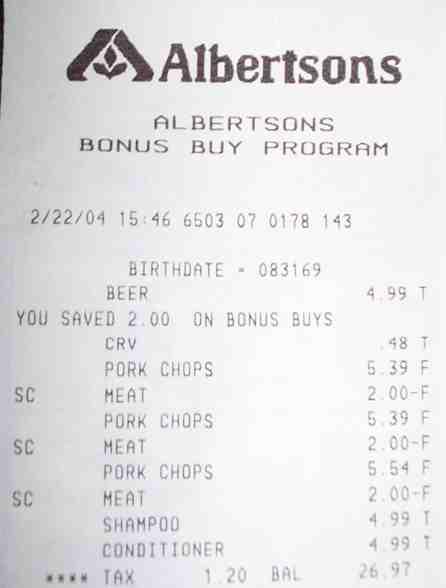 Albertsons
ALBERTSONS
BONUS BUY PROGRAM
2/22/04 15:46 6503 07 0178 143
BIRTHDATE = 083169
BEER 4.99 T
YOU SAVED 2.00 ON BONUS BUYS
CRV .48 T
PORK CHOPS 5.39 F
SC MEAT 2.00-F
PORK CHOPS 5.39 F
SC MEAT 2.00-F
PORK CHOPS 5.54 F
SC MEAT 2.00-F
SHAMPOO 4.99 T
CONDITIONER 4.99 T
**** TAX 1.20 BAL 26.97